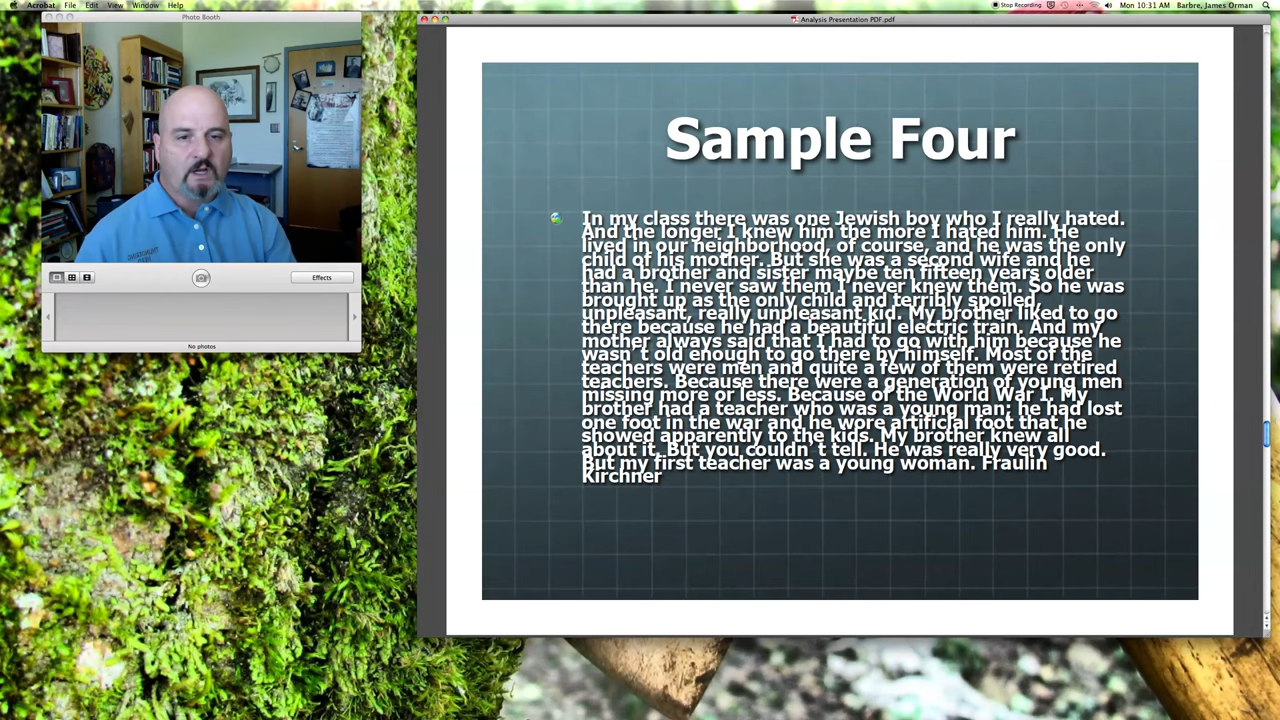 Acrobat File Edit View Window Help
Stop Recording
Mon 10:31 AM Barbre, James Orman
Photo Booth
Effects
No photos
Analysis Presentation PDF.pdf
Sample Four
In my class there was one Jewish boy who I really hated.
And the longer I knew him the more I hated him. He
lived in our neighborhood, of course, and he was the only
child of his mother. But she was a second wife and he
had a brother and sister maybe ten fifteen years older
than he. I never saw them I never knew them. So he was
brought up as the only child and terribly spoiled,
unpleasant, really unpleasant kid. My brother liked to go
there because he had a beautiful electric train. And my
mother always said that I had to go with him because he
wasn't old enough to go there by himself. Most of the
teachers were men and quite a few of them were retired
teachers. Because there were a generation of young men
missing more or less. Because of the World War I. My
brother had a teacher who was a young man; he had lost
one foot in the war and he wore artificial foot that he
showed apparently to the kids. My brother knew all
about it. But you couldn't tell. He was really very good.
But my first teacher was a young woman. Fraulin
Kirchner